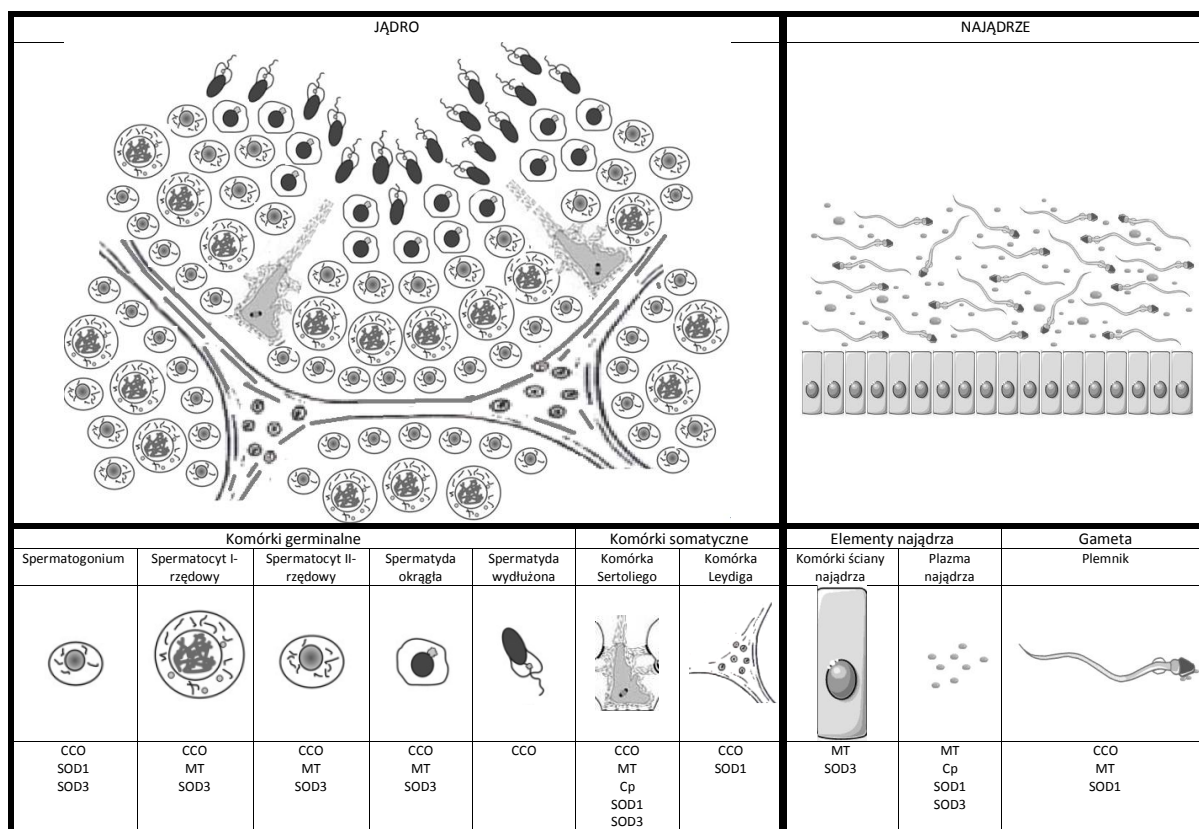 JĄDRO
NAJĄDRZE
Komórki germinalne
Komórki somatyczne
Elementy najądrza
Gameta
Spermatogonium
Spermatocyt I-
rzędowy
Spermatocyt II-
rzędowy
Spermatyda
okrągła
Spermatyda
wydłużona
Komórka
Sertoliego
Komórka
Leydiga
Komórki ściany
najądrza
Plazma
najądrza
Plemnik
CCO
SOD1
SOD3
CCO
MT
SOD3
CCO
MT
SOD3
CCO
MT
SOD3
CCO
CCO
MT
Cp
SOD1
SOD3
CCO
SOD1
MT
SOD3
MT
Cp
SOD1
SOD3
CCO
MT
SOD1